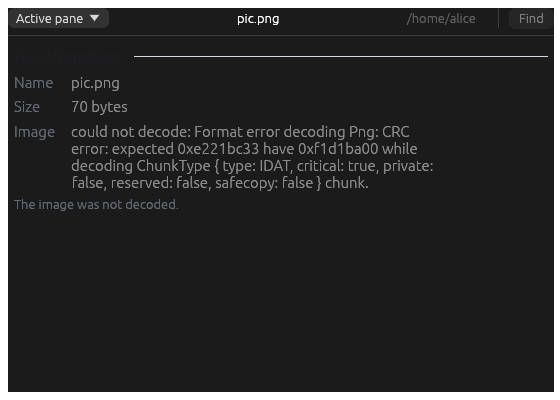 Active pane ▼ pic.png /home/alice Find
Name pic.png
Size 70 bytes
Image could not decode: Format error decoding Png: CRC
error: expected 0xe221bc33 have 0xf1d1ba00 while
decoding ChunkType { type: IDAT, critical: true, private:
false, reserved: false, safecopy: false } chunk.
The image was not decoded.